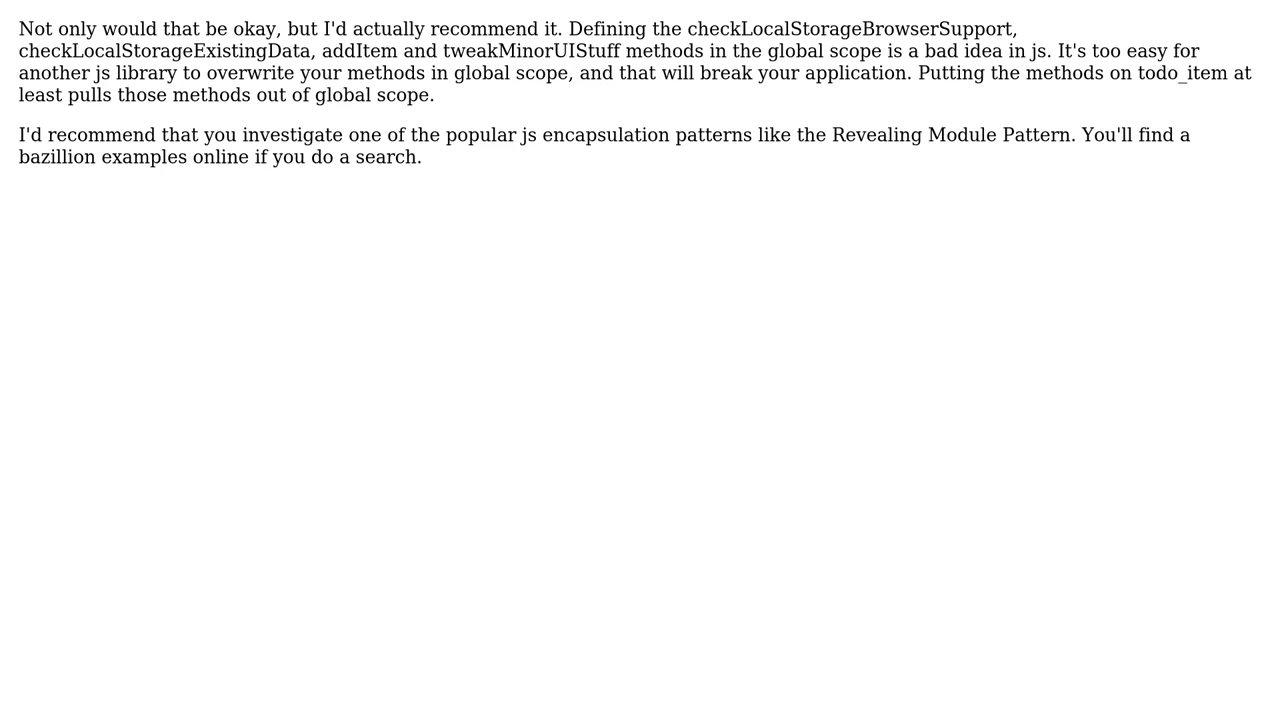 Not only would that be okay, but I'd actually recommend it. Defining the checkLocalStorageBrowserSupport,
checkLocalStorageExistingData, addItem and tweakMinorUIStuff methods in the global scope is a bad idea in js. It's too easy for
another js library to overwrite your methods in global scope, and that will break your application. Putting the methods on todo_item at
least pulls those methods out of global scope.
I'd recommend that you investigate one of the popular js encapsulation patterns like the Revealing Module Pattern. You'll find a
bazillion examples online if you do a search.